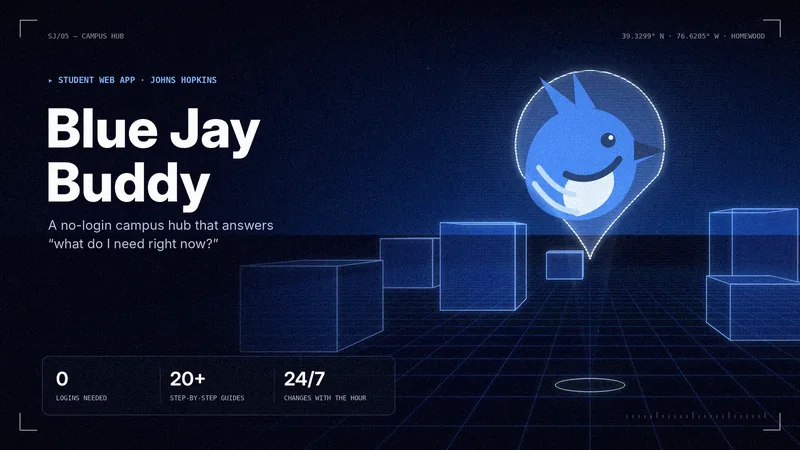 SJ/05 — CAMPUS HUB
39.3299° N · 76.6205° W · HOMEWOOD
▸ STUDENT WEB APP · JOHNS HOPKINS
Blue Jay
Buddy
A no-login campus hub that answers
“what do I need right now?”
0
LOGINS NEEDED
20+
STEP-BY-STEP GUIDES
24/7
CHANGES WITH THE HOUR